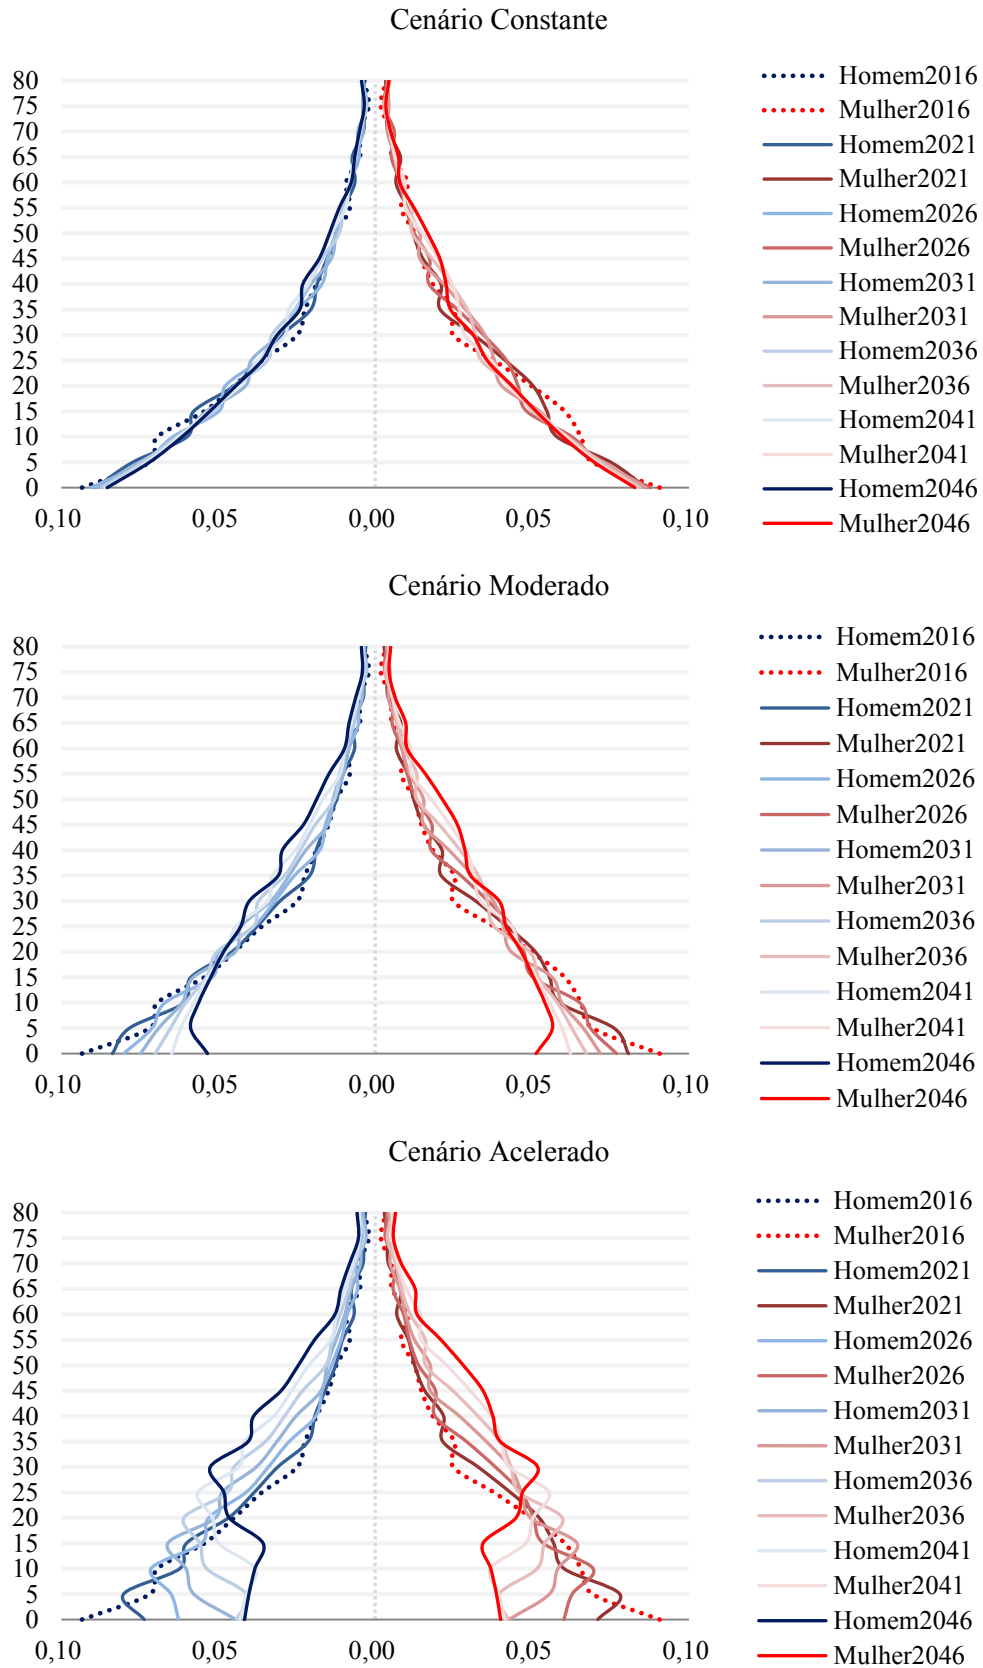 Cenário Constante
80
75
70
65
60
55
50
45
40
35
30
25
20
15
10
5
0
0,10 0,05 0,00 0,05 0,10
Homem2016
Mulher2016
Homem2021
Mulher2021
Homem2026
Mulher2026
Homem2031
Mulher2031
Homem2036
Mulher2036
Homem2041
Mulher2041
Homem2046
Mulher2046
Cenário Moderado
80
75
70
65
60
55
50
45
40
35
30
25
20
15
10
5
0
0,10 0,05 0,00 0,05 0,10
Homem2016
Mulher2016
Homem2021
Mulher2021
Homem2026
Mulher2026
Homem2031
Mulher2031
Homem2036
Mulher2036
Homem2041
Mulher2041
Homem2046
Mulher2046
Cenário Acelerado
80
75
70
65
60
55
50
45
40
35
30
25
20
15
10
5
0
0,10 0,05 0,00 0,05 0,10
Homem2016
Mulher2016
Homem2021
Mulher2021
Homem2026
Mulher2026
Homem2031
Mulher2031
Homem2036
Mulher2036
Homem2041
Mulher2041
Homem2046
Mulher2046